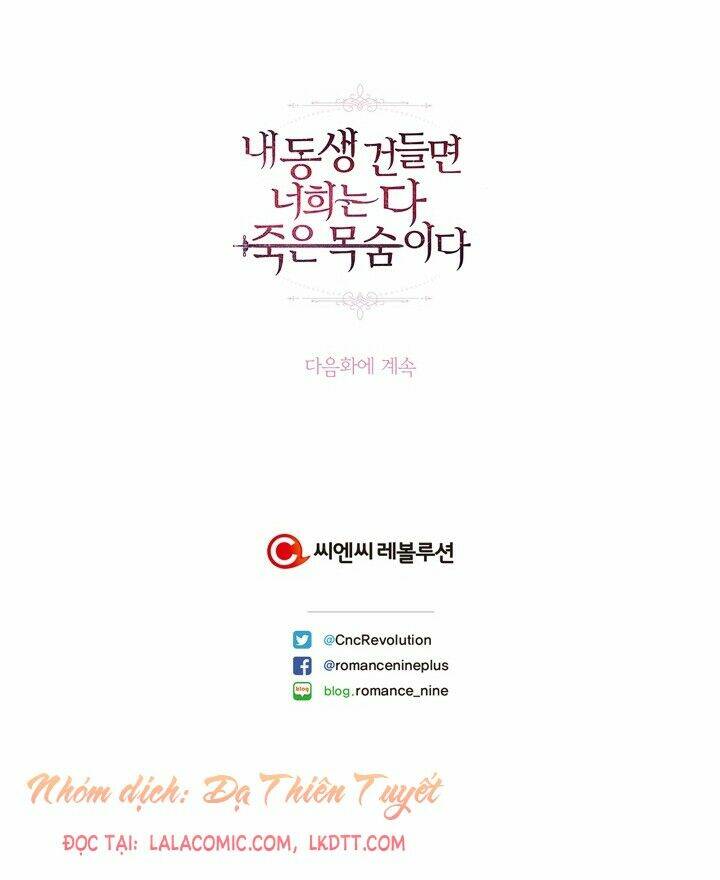 내 동생 건들면
너희는 다
죽은 목숨이다
다음화에 계속
C 씨엔씨 레볼루션
@CncRevolution
@romancenineplus
blog blog.romance_nine
Nhóm dịch: Dạ Thiên Tuyết
ĐỌC TẠI: LALACOMIC.COM, LKDTT.COM